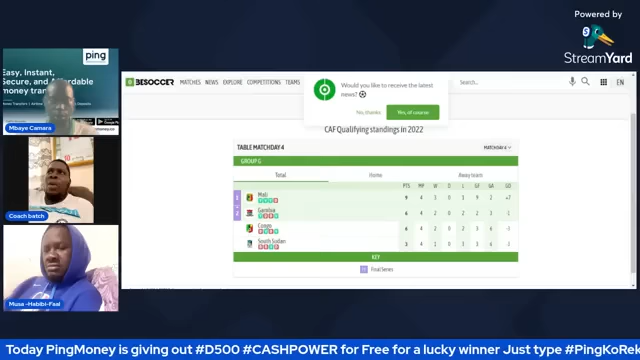 Powered by
StreamYard
ping
Easy, Instant,
Secure, and Affordable
money tran
Mbaye Camara
Coach batch
Musa -Habibi-Faal
BESOCCER
MATCHES NEWS EXPLORE COMPETITIONS TEAMS
Search...
EN
Would you like to receive the latest
news?
No, thanks
Yes, of course
CAF Qualifying standings in 2022
TABLE MATCHDAY 4
MATCHDAY 4
GROUP G
Total Home Away team
PTS MP W D L GF GA GD
1 Mali 9 4 3 0 1 9 2 +7
2 Gambia 6 4 2 0 2 2 3 -1
Congo 6 4 2 0 2 3 6 -3
South Sudan 3 4 1 0 3 3 6 -3
KEY
Final Series
Today PingMoney is giving out #D500 #CASHPOWER for Free for a lucky winner Just type #PingKoRek